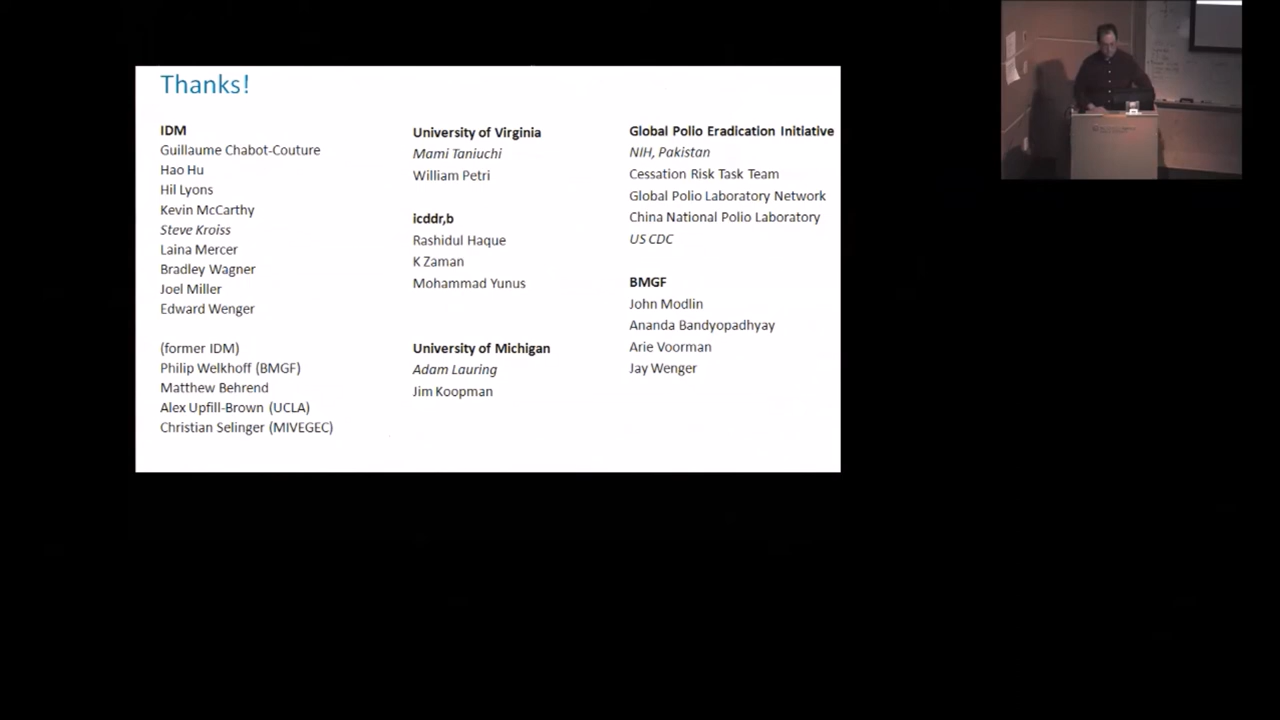 Thanks!
IDM
Guillaume Chabot-Couture
Hao Hu
Hil Lyons
Kevin McCarthy
Steve Kroiss
Laina Mercer
Bradley Wagner
Joel Miller
Edward Wenger
(former IDM)
Philip Welkhoff (BMGF)
Matthew Behrend
Alex Upfill-Brown (UCLA)
Christian Selinger (MIVEGEC)
University of Virginia
Mami Taniuchi
William Petri
icddr,b
Rashidul Haque
K Zaman
Mohammad Yunus
University of Michigan
Adam Lauring
Jim Koopman
Global Polio Eradication Initiative
NIH, Pakistan
Cessation Risk Task Team
Global Polio Laboratory Network
China National Polio Laboratory
US CDC
BMGF
John Modlin
Ananda Bandyopadhyay
Arie Voorman
Jay Wenger